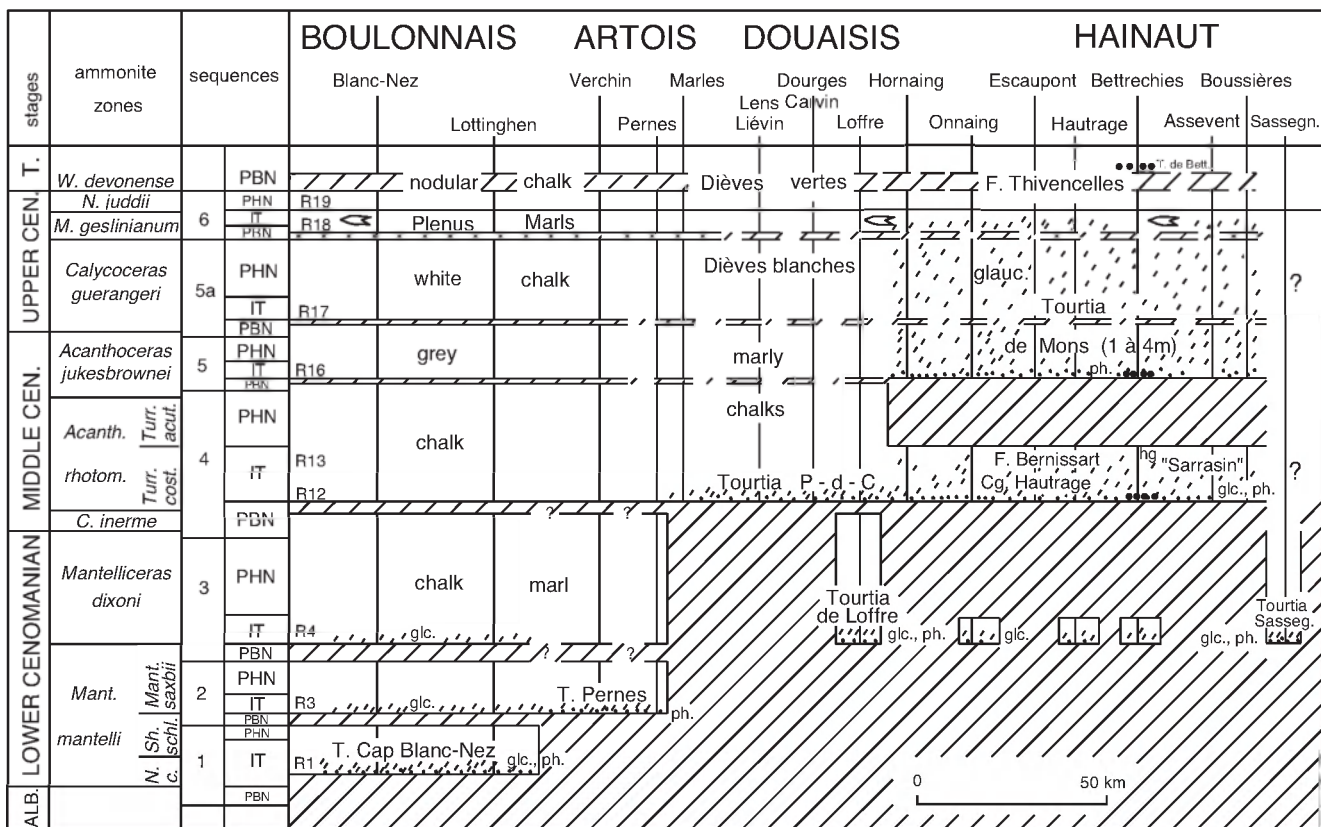 BOULONNAIS ARTOIS DOUAISIS HAINAUT
stages
ammonite zones
sequences
Blanc-Nez Verchin Marles Dourges Hornaing Escaupont Bettrechies Boussières
Lens Carvin
Lottinghen Pernes Liévin Loffre Onnaing Hautrage Assevent Sassegn.
T.
T. de Bett.
W. devonense PBN nodular chalk Dièves vertes F. Thivencelles
UPPER CEN.
N. juddii PHN R19
6
M. geslinianum IT R18 Plenus Marls
PBN
Calycoceras guerangeri
5a
PHN white chalk Dièves blanches glauc. ?
IT R17 Tourtia
PBN
MIDDLE CEN.
Acanthoceras jukesbrownei
5
PHN grey marly de Mons (1 à 4m)
IT R16 ph.
PHN
chalks
Acanth. rhotom.
Turr. acut.
Turr. cost.
4
PHN chalk
IT R13 F. Bernissart hg "Sarrasin" ?
R12 Tourtia P - d - C Cg. Hautrage glc., ph.
C. inerme PBN ? ?
LOWER CENOMANIAN
Mantelliceras dixoni
3
PHN chalk marl
Tourtia de Loffre
Tourtia Sasseg.
IT R4 glc. glc., ph. glc. glc., ph.
PBN ? ?
Mant. mantelli
Mant. saxbii
2
PHN
IT R3 glc. T. Pernes
PBN ph.
Sh. schl.
N. c.
1
PHN
IT R1 T. Cap Blanc-Nez glc., ph.
PBN
ALB.
0 50 km